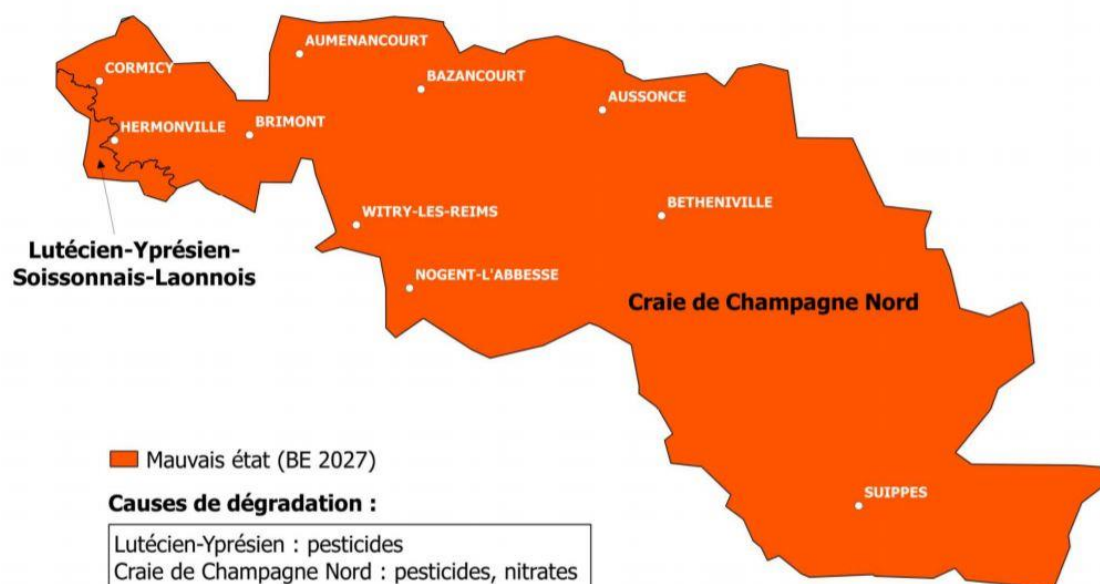 AUMENANCOURT
CORMICY
BAZANCOURT
AUSSONCE
HERMONVILLE
BRIMONT
WITRY-LES-REIMS
BETHENIVILLE
Lutécien-Yprésien-
Soissonnais-Laonnois
NOGENT-L'ABBESSE
Craie de Champagne Nord
Mauvais état (BE 2027)
SUIPPES
Causes de dégradation :
Lutécien-Yprésien : pesticides
Craie de Champagne Nord : pesticides, nitrates